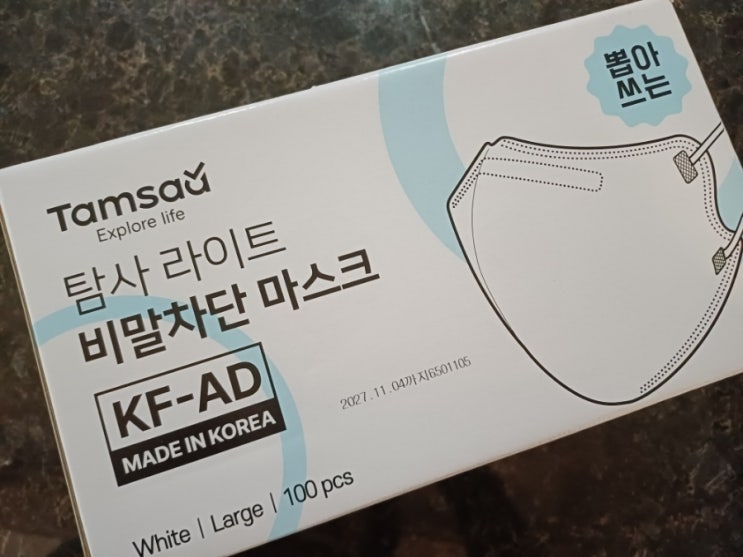 뽑아
쓰는
Tamsaa
Explore life
탐사 라이트
비말차단 마스크
KF-AD
MADE IN KOREA
2027.11.04까지6501105
White | Large | 100 pcs